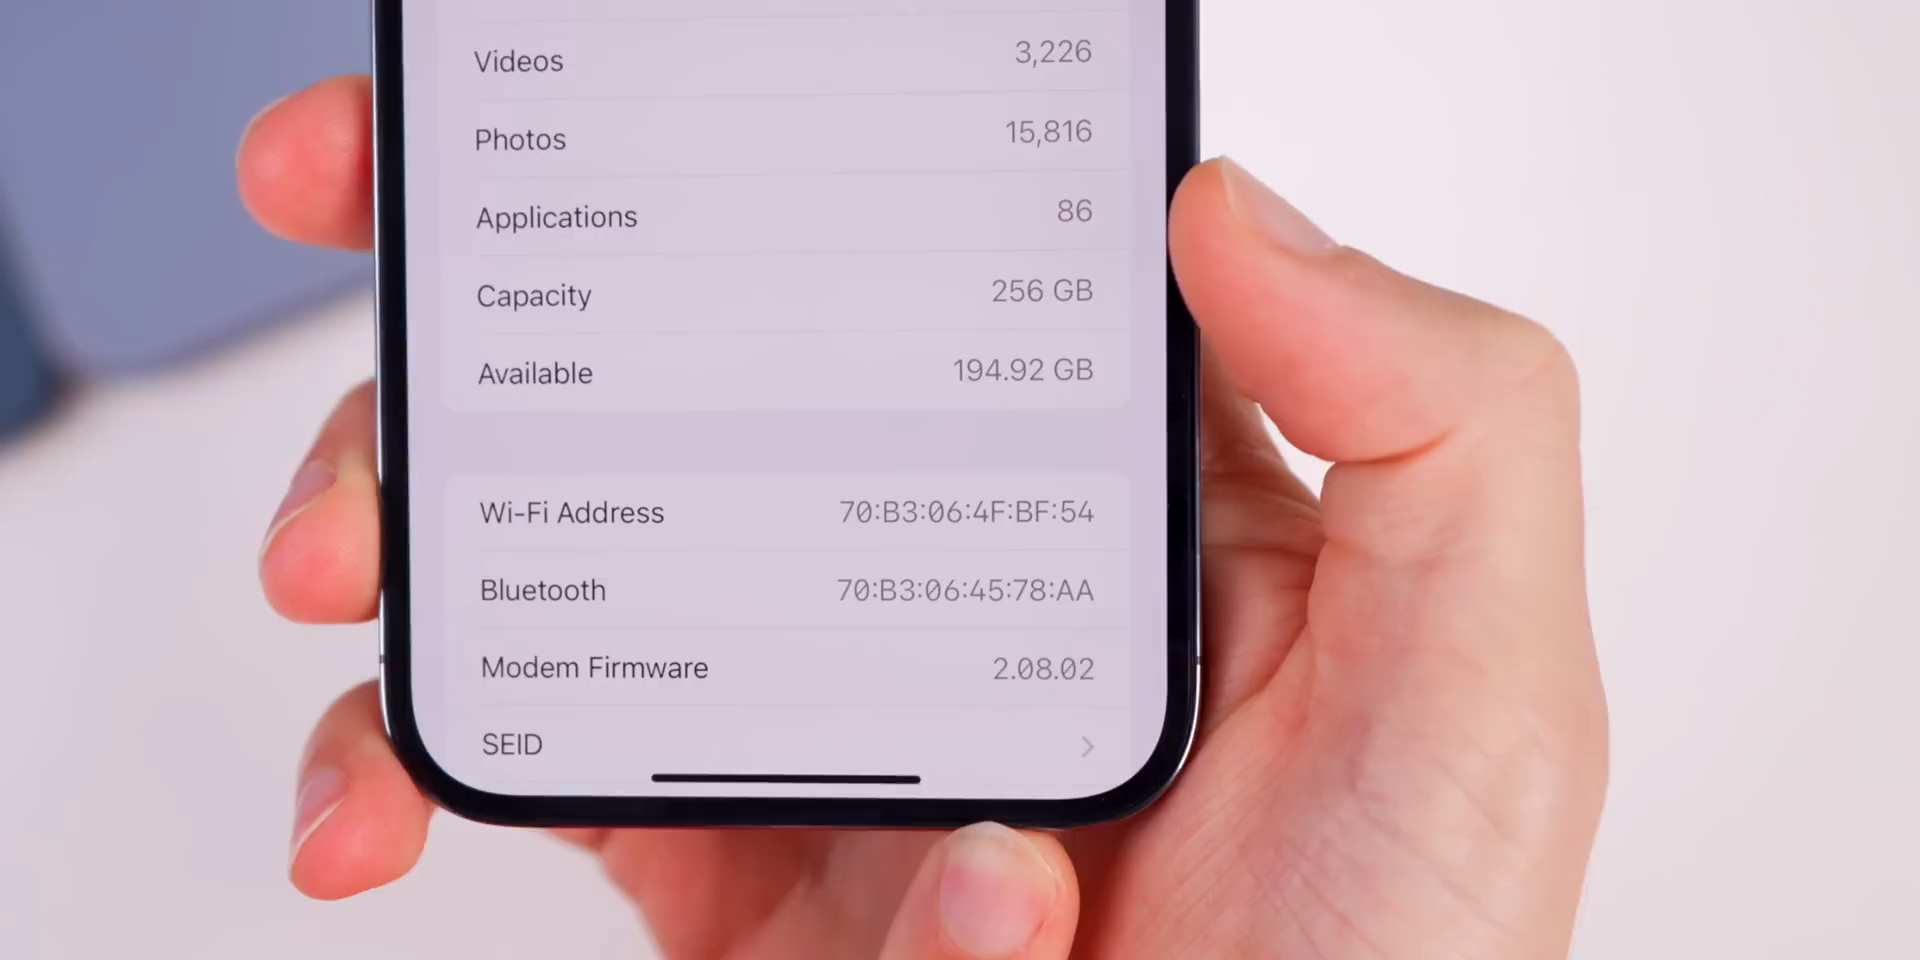 Videos 3,226
Photos 15,816
Applications 86
Capacity 256 GB
Available 194.92 GB
Wi-Fi Address 70:B3:06:4F:BF:54
Bluetooth 70:B3:06:45:78:AA
Modem Firmware 2.08.02
SEID